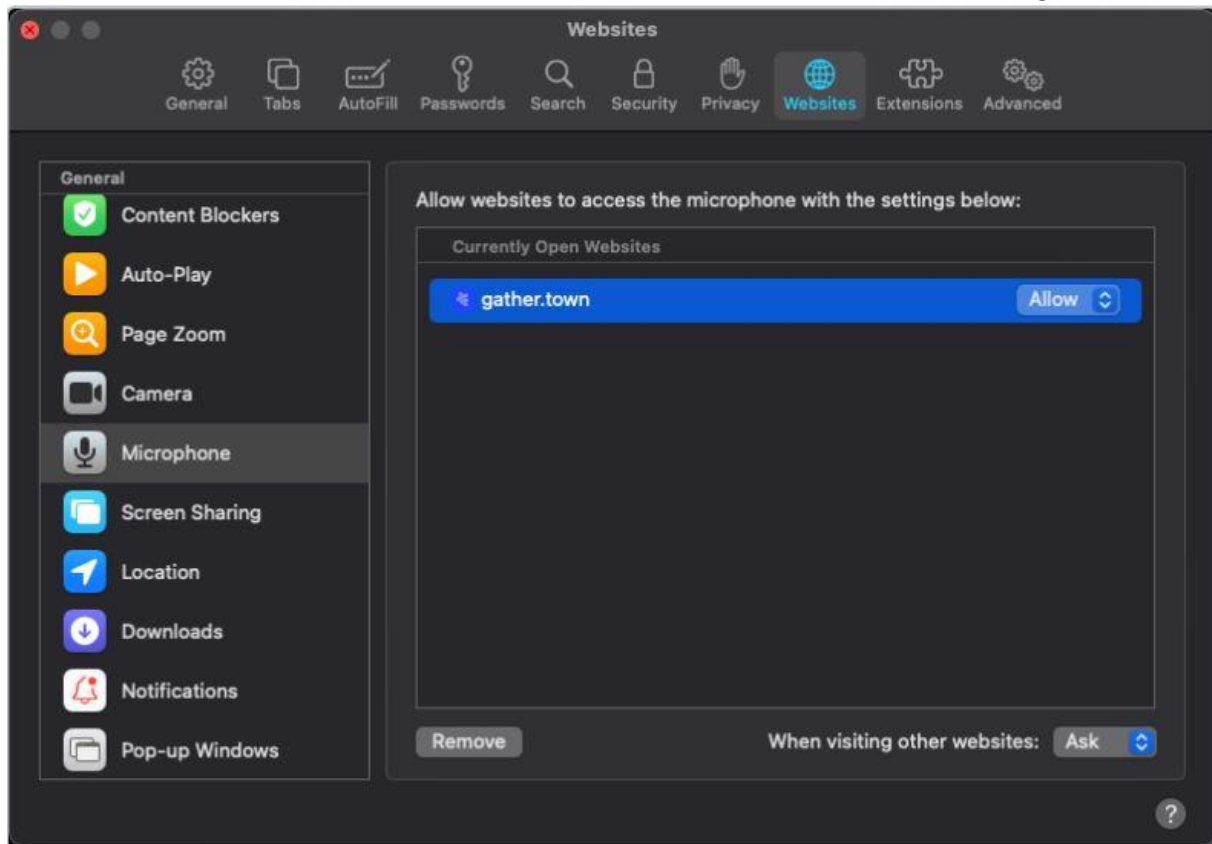 Websites
General Tabs AutoFill Passwords Search Security Privacy Websites Extensions Advanced
General
Content Blockers
Auto-Play
Page Zoom
Camera
Microphone
Screen Sharing
Location
Downloads
Notifications
Pop-up Windows
Allow websites to access the microphone with the settings below:
Currently Open Websites
gather.town Allow
Remove When visiting other websites: Ask
?